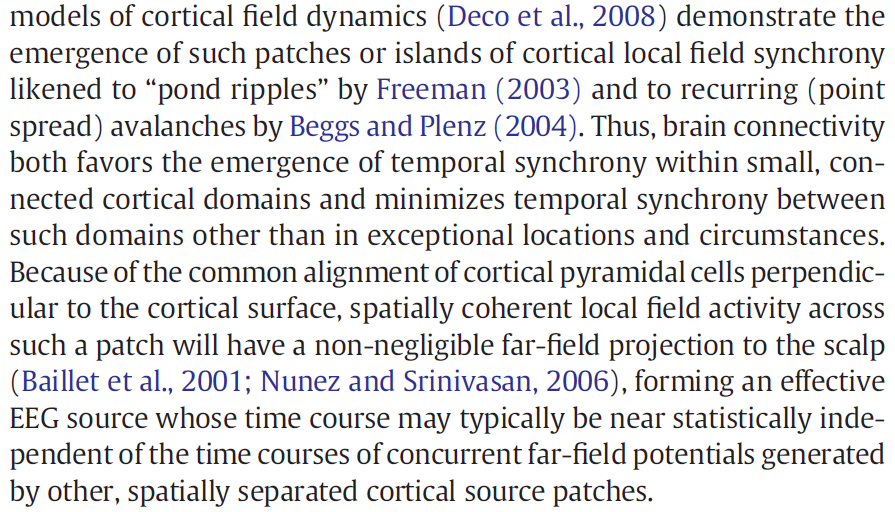 models of cortical field dynamics (Deco et al., 2008) demonstrate the
emergence of such patches or islands of cortical local field synchrony
likened to “pond ripples” by Freeman (2003) and to recurring (point
spread) avalanches by Beggs and Plenz (2004). Thus, brain connectivity
both favors the emergence of temporal synchrony within small, con-
nected cortical domains and minimizes temporal synchrony between
such domains other than in exceptional locations and circumstances.
Because of the common alignment of cortical pyramidal cells perpendic-
ular to the cortical surface, spatially coherent local field activity across
such a patch will have a non-negligible far-field projection to the scalp
(Baillet et al., 2001; Nunez and Srinivasan, 2006), forming an effective
EEG source whose time course may typically be near statistically inde-
pendent of the time courses of concurrent far-field potentials generated
by other, spatially separated cortical source patches.